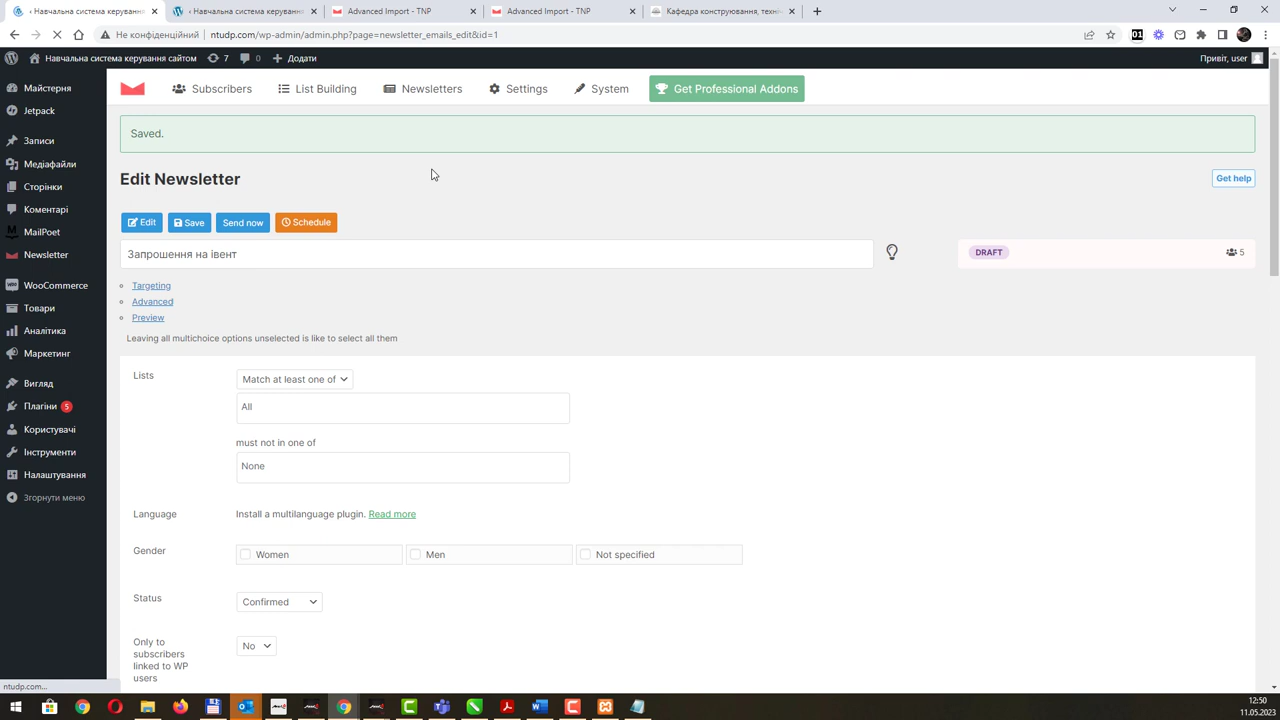 ‹ Навчальна система керування
‹ Навчальна система керування
Advanced Import - TNP
Advanced Import - TNP
Кафедра конструювання, техніч
Не конфіденційний
ntudp.com/wp-admin/admin.php?page=newsletter_emails_edit&id=1
Навчальна система керування сайтом
7
0
Додати
Привіт, user
Майстерня
Jetpack
Записи
Медіафайли
Сторінки
Коментарі
MailPoet
Newsletter
WooCommerce
Товари
Аналітика
Маркетинг
Вигляд
Плагіни 5
Користувачі
Інструменти
Налаштування
Згорнути меню
ntudp.com...
Subscribers
List Building
Newsletters
Settings
System
Get Professional Addons
Saved.
Edit Newsletter
Get help
Edit
Save
Send now
Schedule
Запрошення на івент
DRAFT
5
Targeting
Advanced
Preview
Leaving all multichoice options unselected is like to select all them
Lists
Match at least one of
All
must not in one of
None
Language
Install a multilanguage plugin. Read more
Gender
Women
Men
Not specified
Status
Confirmed
Only to
subscribers
linked to WP
users
No
12:50
11.05.2023